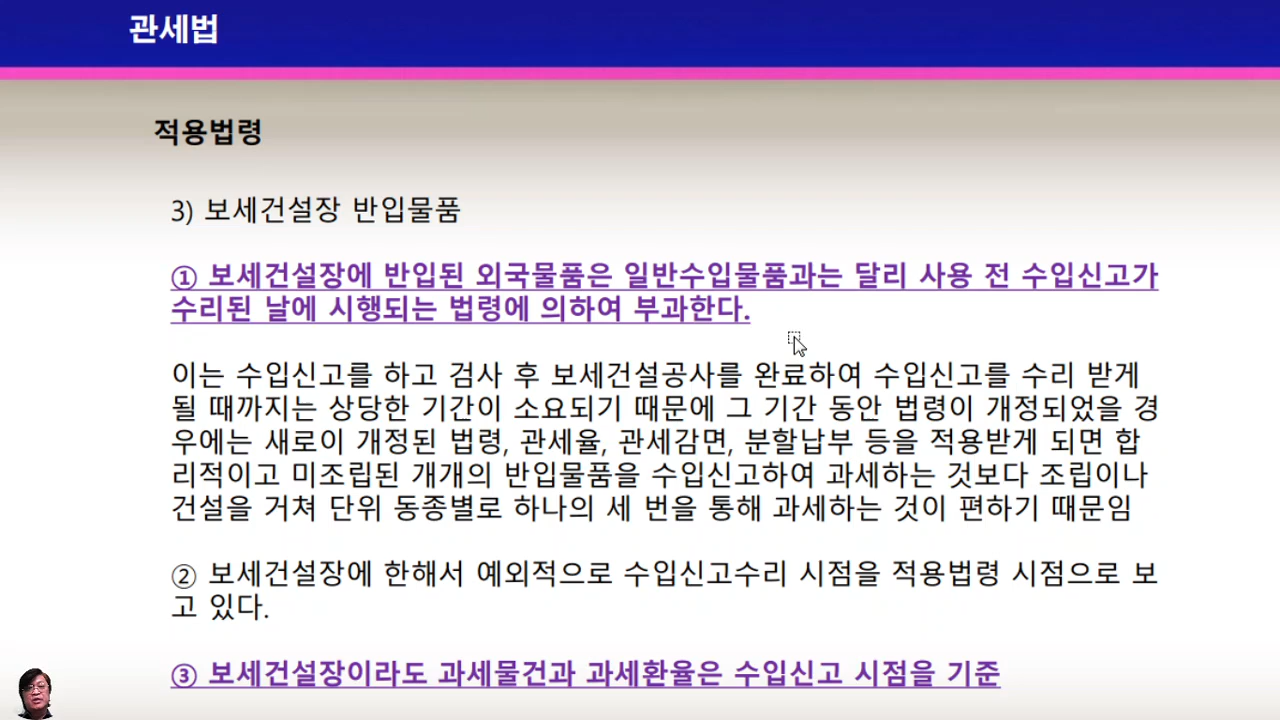 관세법
적용법령
3) 보세건설장 반입물품
① 보세건설장에 반입된 외국물품은 일반수입물품과는 달리 사용 전 수입신고가
수리된 날에 시행되는 법령에 의하여 부과한다.
이는 수입신고를 하고 검사 후 보세건설공사를 완료하여 수입신고를 수리 받게
될 때까지는 상당한 기간이 소요되기 때문에 그 기간 동안 법령이 개정되었을 경
우에는 새로이 개정된 법령, 관세율, 관세감면, 분할납부 등을 적용받게 되면 합
리적이고 미조립된 개개의 반입물품을 수입신고하여 과세하는 것보다 조립이나
건설을 거쳐 단위 동종별로 하나의 세 번을 통해 과세하는 것이 편하기 때문임
② 보세건설장에 한해서 예외적으로 수입신고수리 시점을 적용법령 시점으로 보
고 있다.
③ 보세건설장이라도 과세물건과 과세환율은 수입신고 시점을 기준